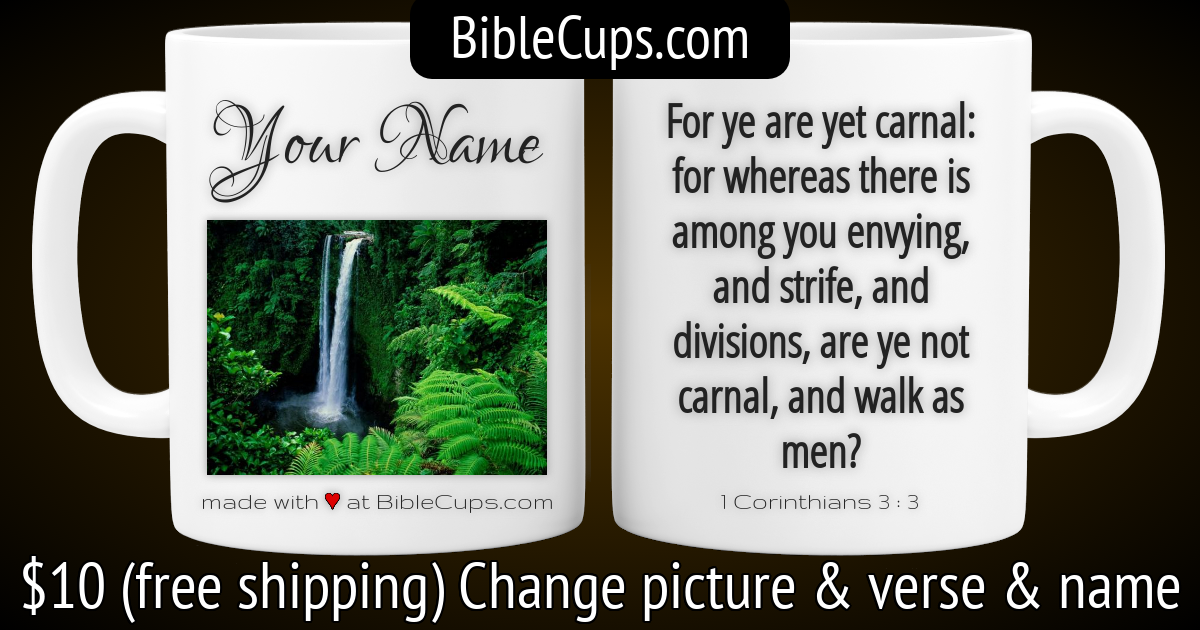 BibleCups.com
Your Name
made with ♥ at BibleCups.com
For ye are yet carnal:
for whereas there is
among you envying,
and strife, and
divisions, are ye not
carnal, and walk as
men?
1 Corinthians 3 : 3
$10 (free shipping) Change picture & verse & name